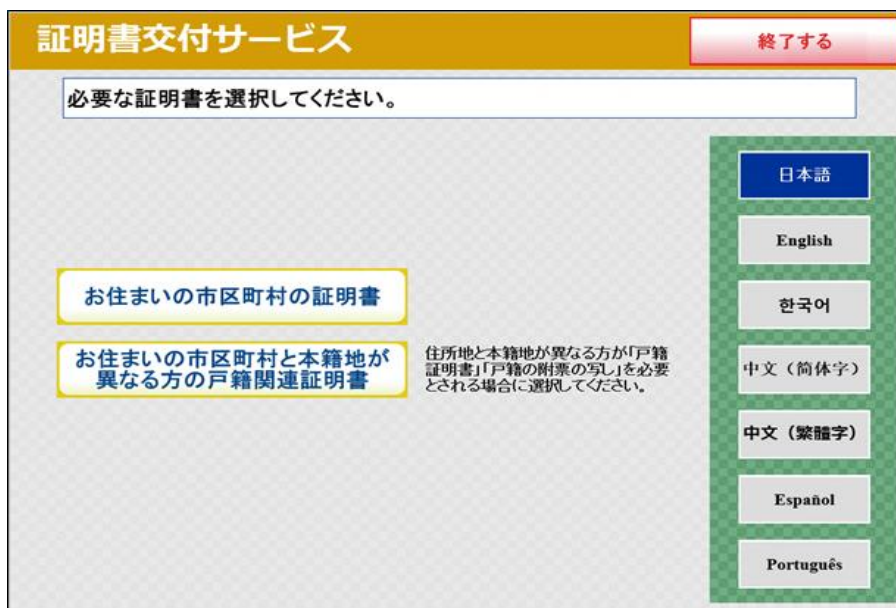 証明書交付サービス
終了する
必要な証明書を選択してください。
お住まいの市区町村の証明書
お住まいの市区町村と本籍地が
異なる方の戸籍関連証明書
住所地と本籍地が異なる方が「戸籍
証明書」「戸籍の附票の写し」を必要
とされる場合に選択してください。
日本語
English
한국어
中文（简体字）
中文（繁體字）
Español
Português